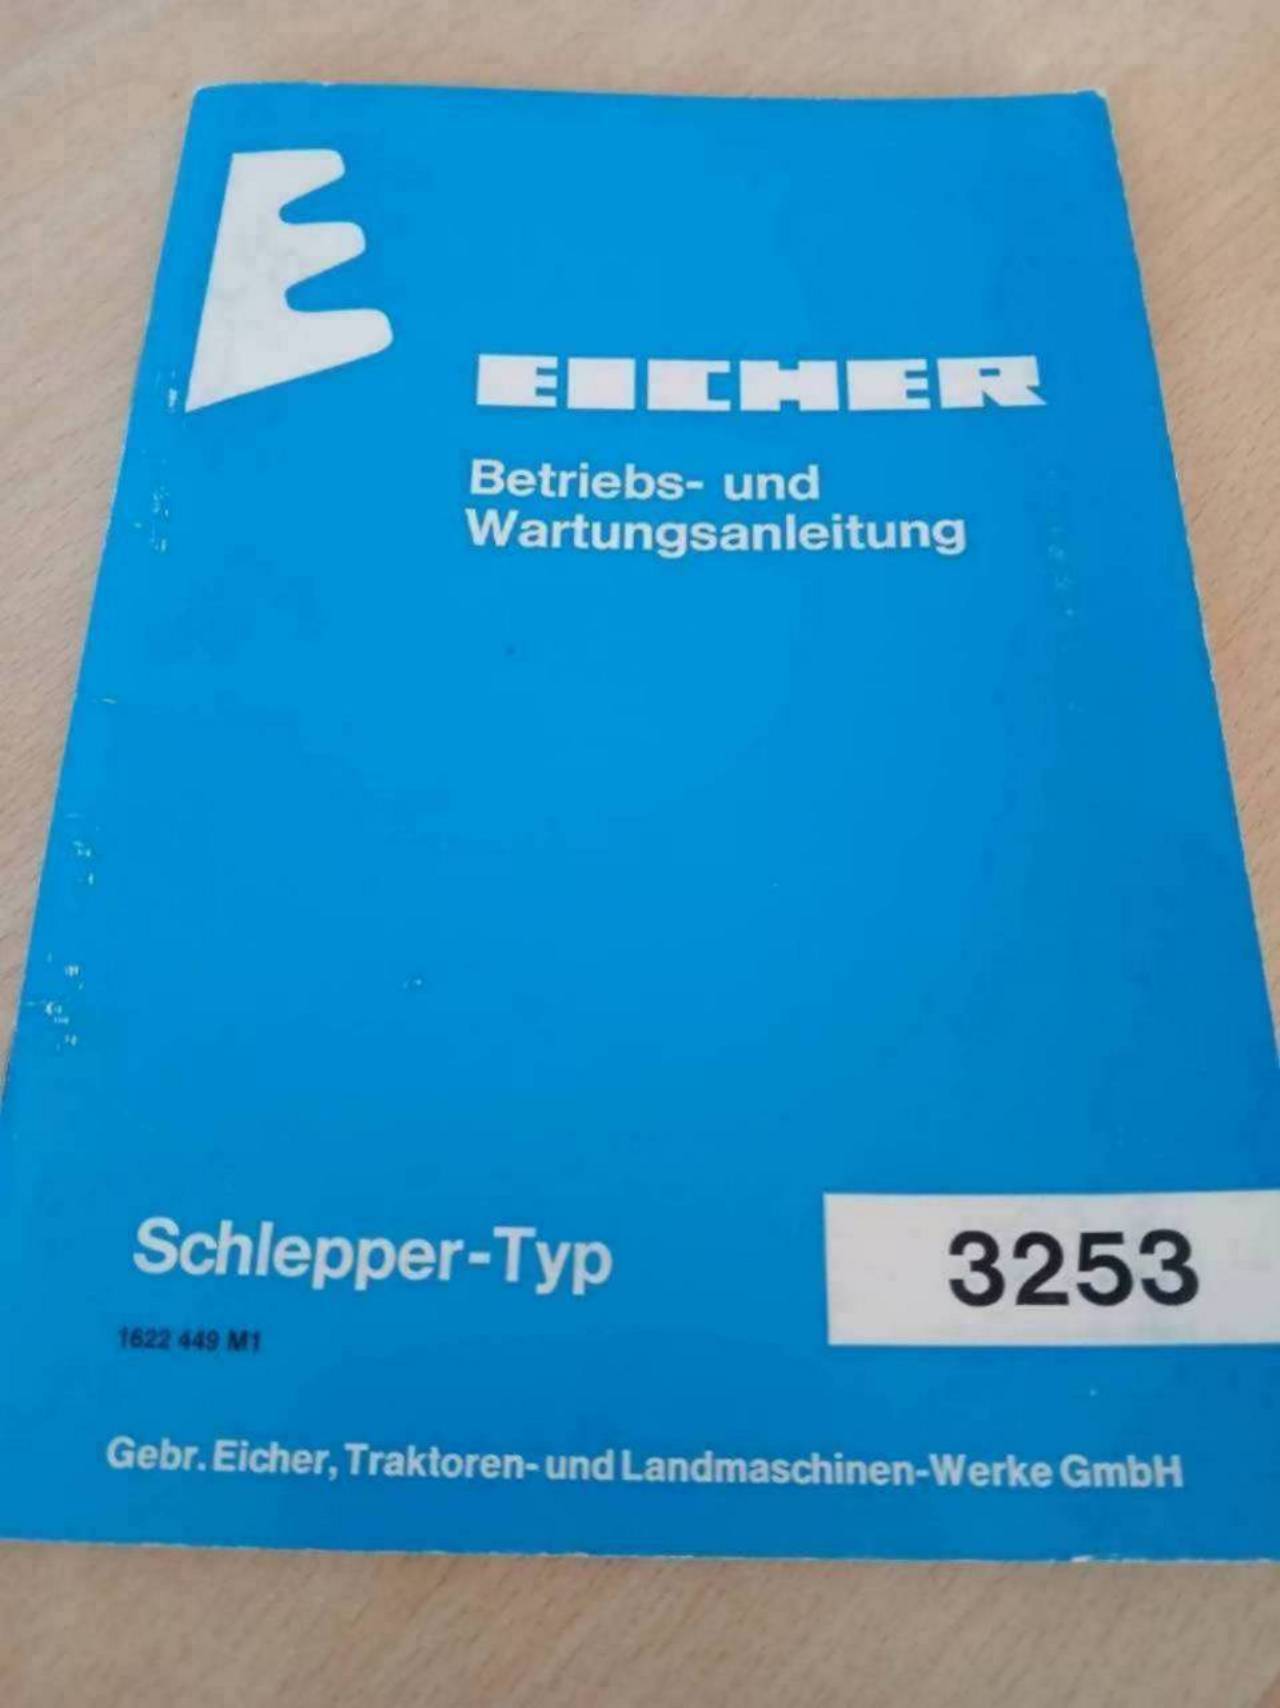 EICHER
Betriebs- und
Wartungsanleitung
Schlepper-Typ
3253
1622 449 M1
Gebr. Eicher, Traktoren- und Landmaschinen-Werke GmbH